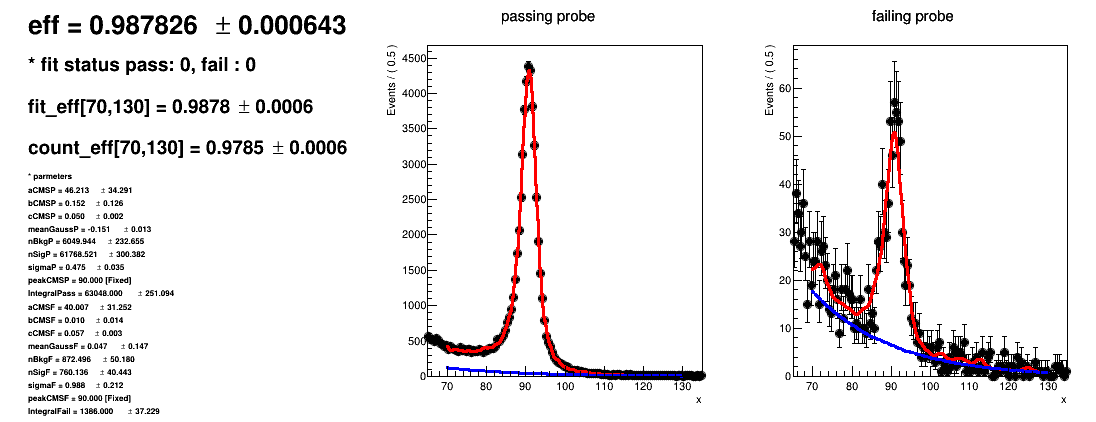 eff = 0.987826 ± 0.000643
* fit status pass: 0, fail : 0
fit_eff[70,130] = 0.9878 ± 0.0006
count_eff[70,130] = 0.9785 ± 0.0006
* parmeters
aCMSP = 46.213 ± 34.291
bCMSP = 0.152 ± 0.126
cCMSP = 0.050 ± 0.002
meanGaussP = -0.151 ± 0.013
nBkgP = 6049.944 ± 232.655
nSigP = 61768.521 ± 300.382
sigmaP = 0.475 ± 0.035
peakCMSP = 90.000 [Fixed]
IntegralPass = 63048.000 ± 251.094
aCMSF = 40.007 ± 31.252
bCMSF = 0.010 ± 0.014
cCMSF = 0.057 ± 0.003
meanGaussF = 0.047 ± 0.147
nBkgF = 872.496 ± 50.180
nSigF = 760.136 ± 40.443
sigmaF = 0.988 ± 0.212
peakCMSF = 90.000 [Fixed]
IntegralFail = 1386.000 ± 37.229
passing probe
Events / ( 0.5 )
4500
4000
3500
3000
2500
2000
1500
1000
500
0
70 80 90 100 110 120 130
x
failing probe
Events / ( 0.5 )
60
50
40
30
20
10
0
70 80 90 100 110 120 130
x